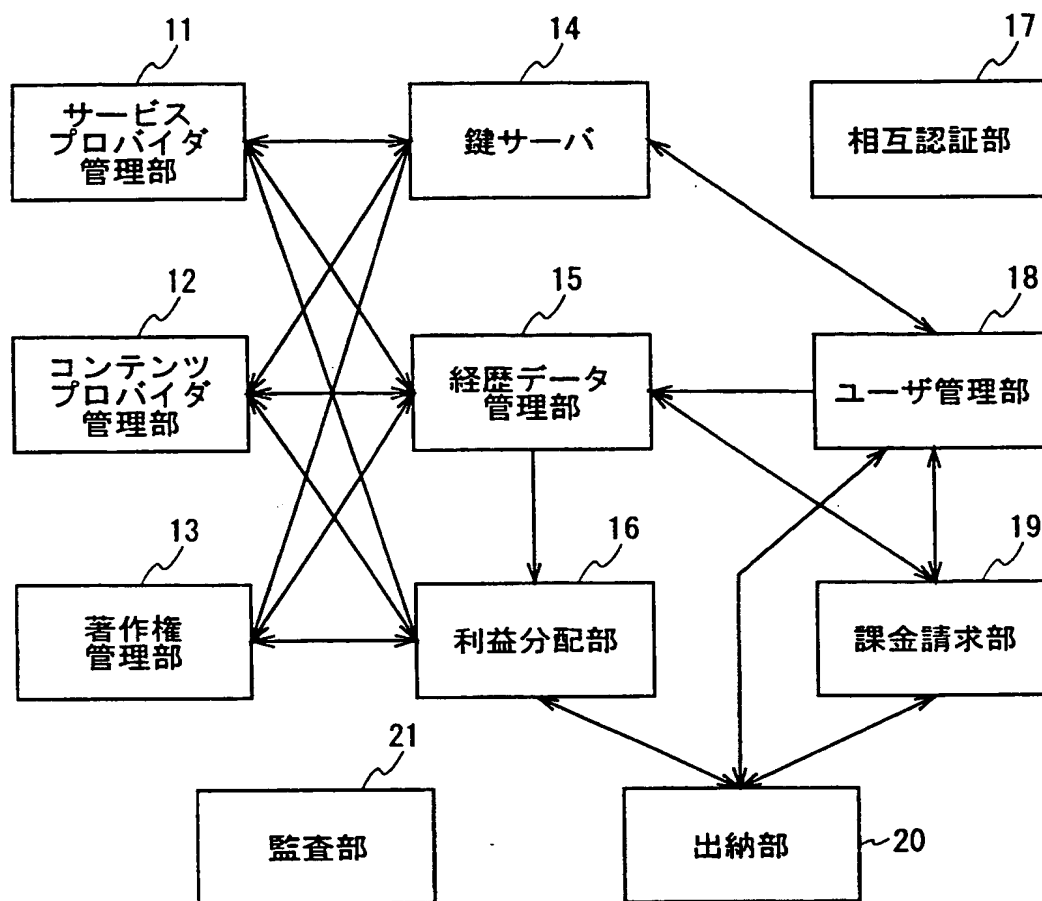 11
サービス
プロバイダ
管理部
14
鍵サーバ
17
相互認証部
12
コンテンツ
プロバイダ
管理部
15
経歴データ
管理部
18
ユーザ管理部
13
著作権
管理部
16
利益分配部
19
課金請求部
21
監査部
出納部
20